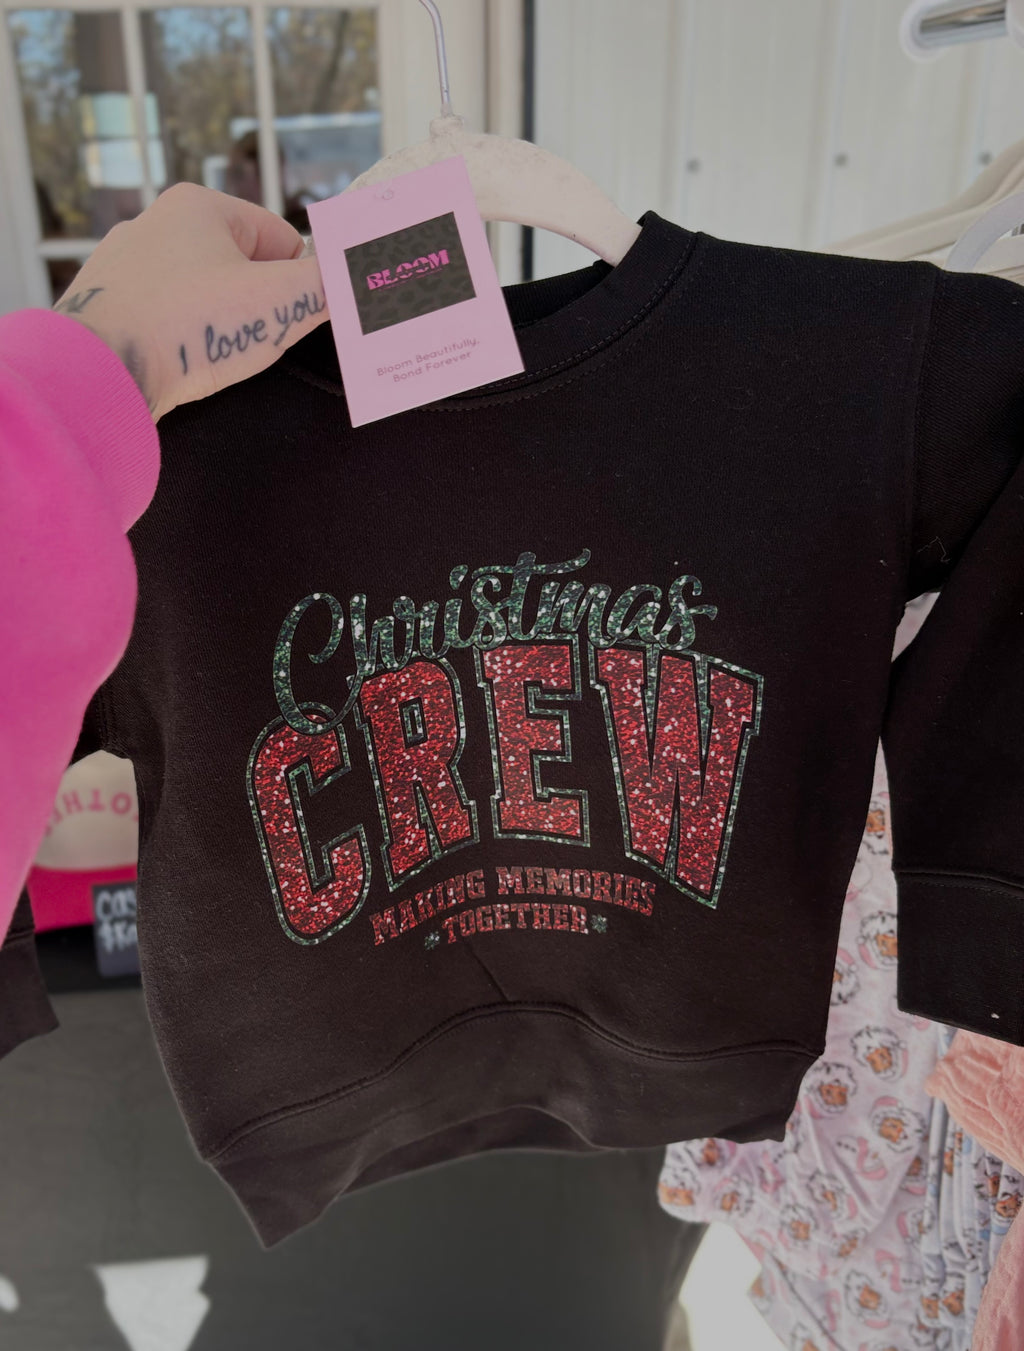 BLOOM
Bloom Beautifully,
Bond Forever
I love you
Christmas
CREW
MAKING MEMORIES
TOGETHER